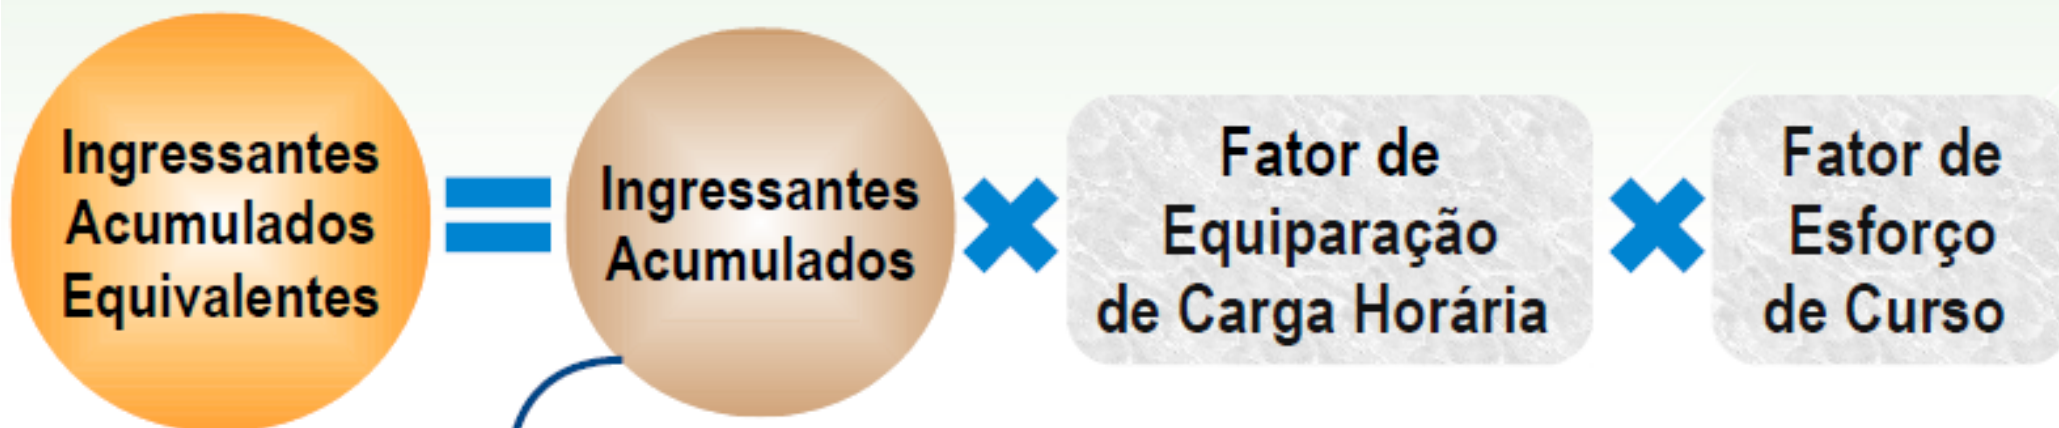 Ingressantes
Acumulados
Equivalentes
Ingressantes
Acumulados
Fator de
Equiparação
de Carga Horária
Fator de
Esforço
de Curso